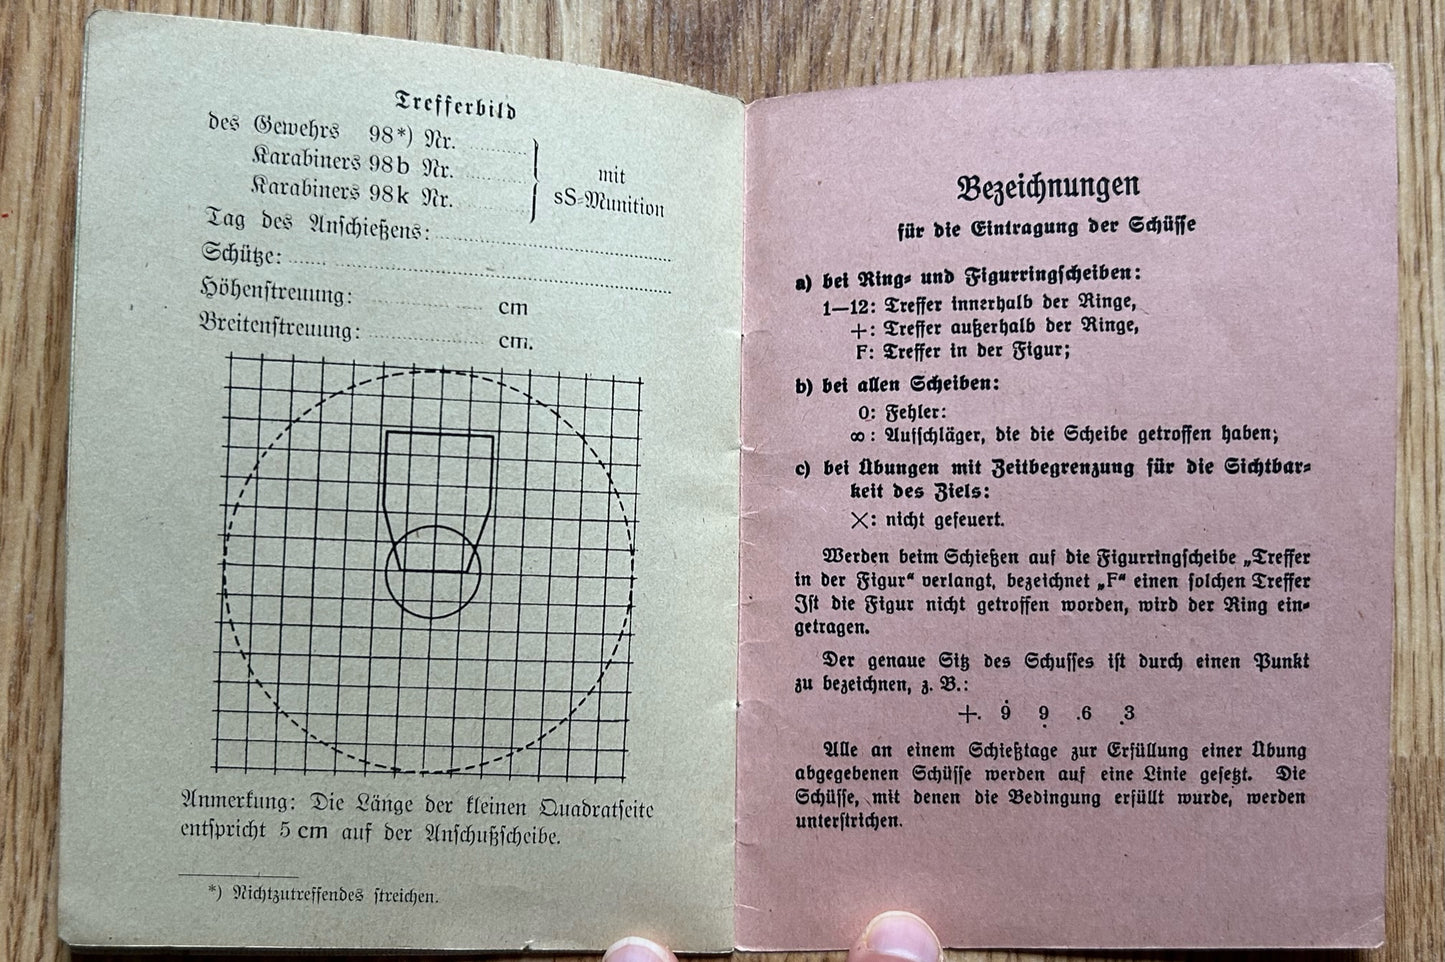 Trefferbild
des Gewehrs 98*) Nr. ..........
Karabiners 98b Nr. ..........
Karabiners 98k Nr. ..........
mit
sS-Munition
Tag des Anschießens: ..........
Schütze: ..........
Höhenstreuung: .......... cm
Breitenstreuung: .......... cm.
Anmerkung: Die Länge der kleinen Quadratseite
entspricht 5 cm auf der Anschußscheibe.
*) Nichtzutreffendes streichen.
Bezeichnungen
für die Eintragung der Schüsse
a) bei Ring- und Figurringscheiben:
1—12: Treffer innerhalb der Ringe,
+: Treffer außerhalb der Ringe,
F: Treffer in der Figur;
b) bei allen Scheiben:
0: Fehler:
∞: Aufschläger, die die Scheibe getroffen haben;
c) bei Übungen mit Zeitbegrenzung für die Sichtbar-
keit des Ziels:
×: nicht gefeuert.
Werden beim Schießen auf die Figurringscheibe „Treffer
in der Figur“ verlangt, bezeichnet „F“ einen solchen Treffer
Ist die Figur nicht getroffen worden, wird der Ring ein-
getragen.
Der genaue Sitz des Schusses ist durch einen Punkt
zu bezeichnen, z. B.:
+. 9̇ 9̣ .6 .3
Alle an einem Schießtage zur Erfüllung einer Übung
abgegebenen Schüsse werden auf eine Linie gesetzt. Die
Schüsse, mit denen die Bedingung erfüllt wurde, werden
unterstrichen.